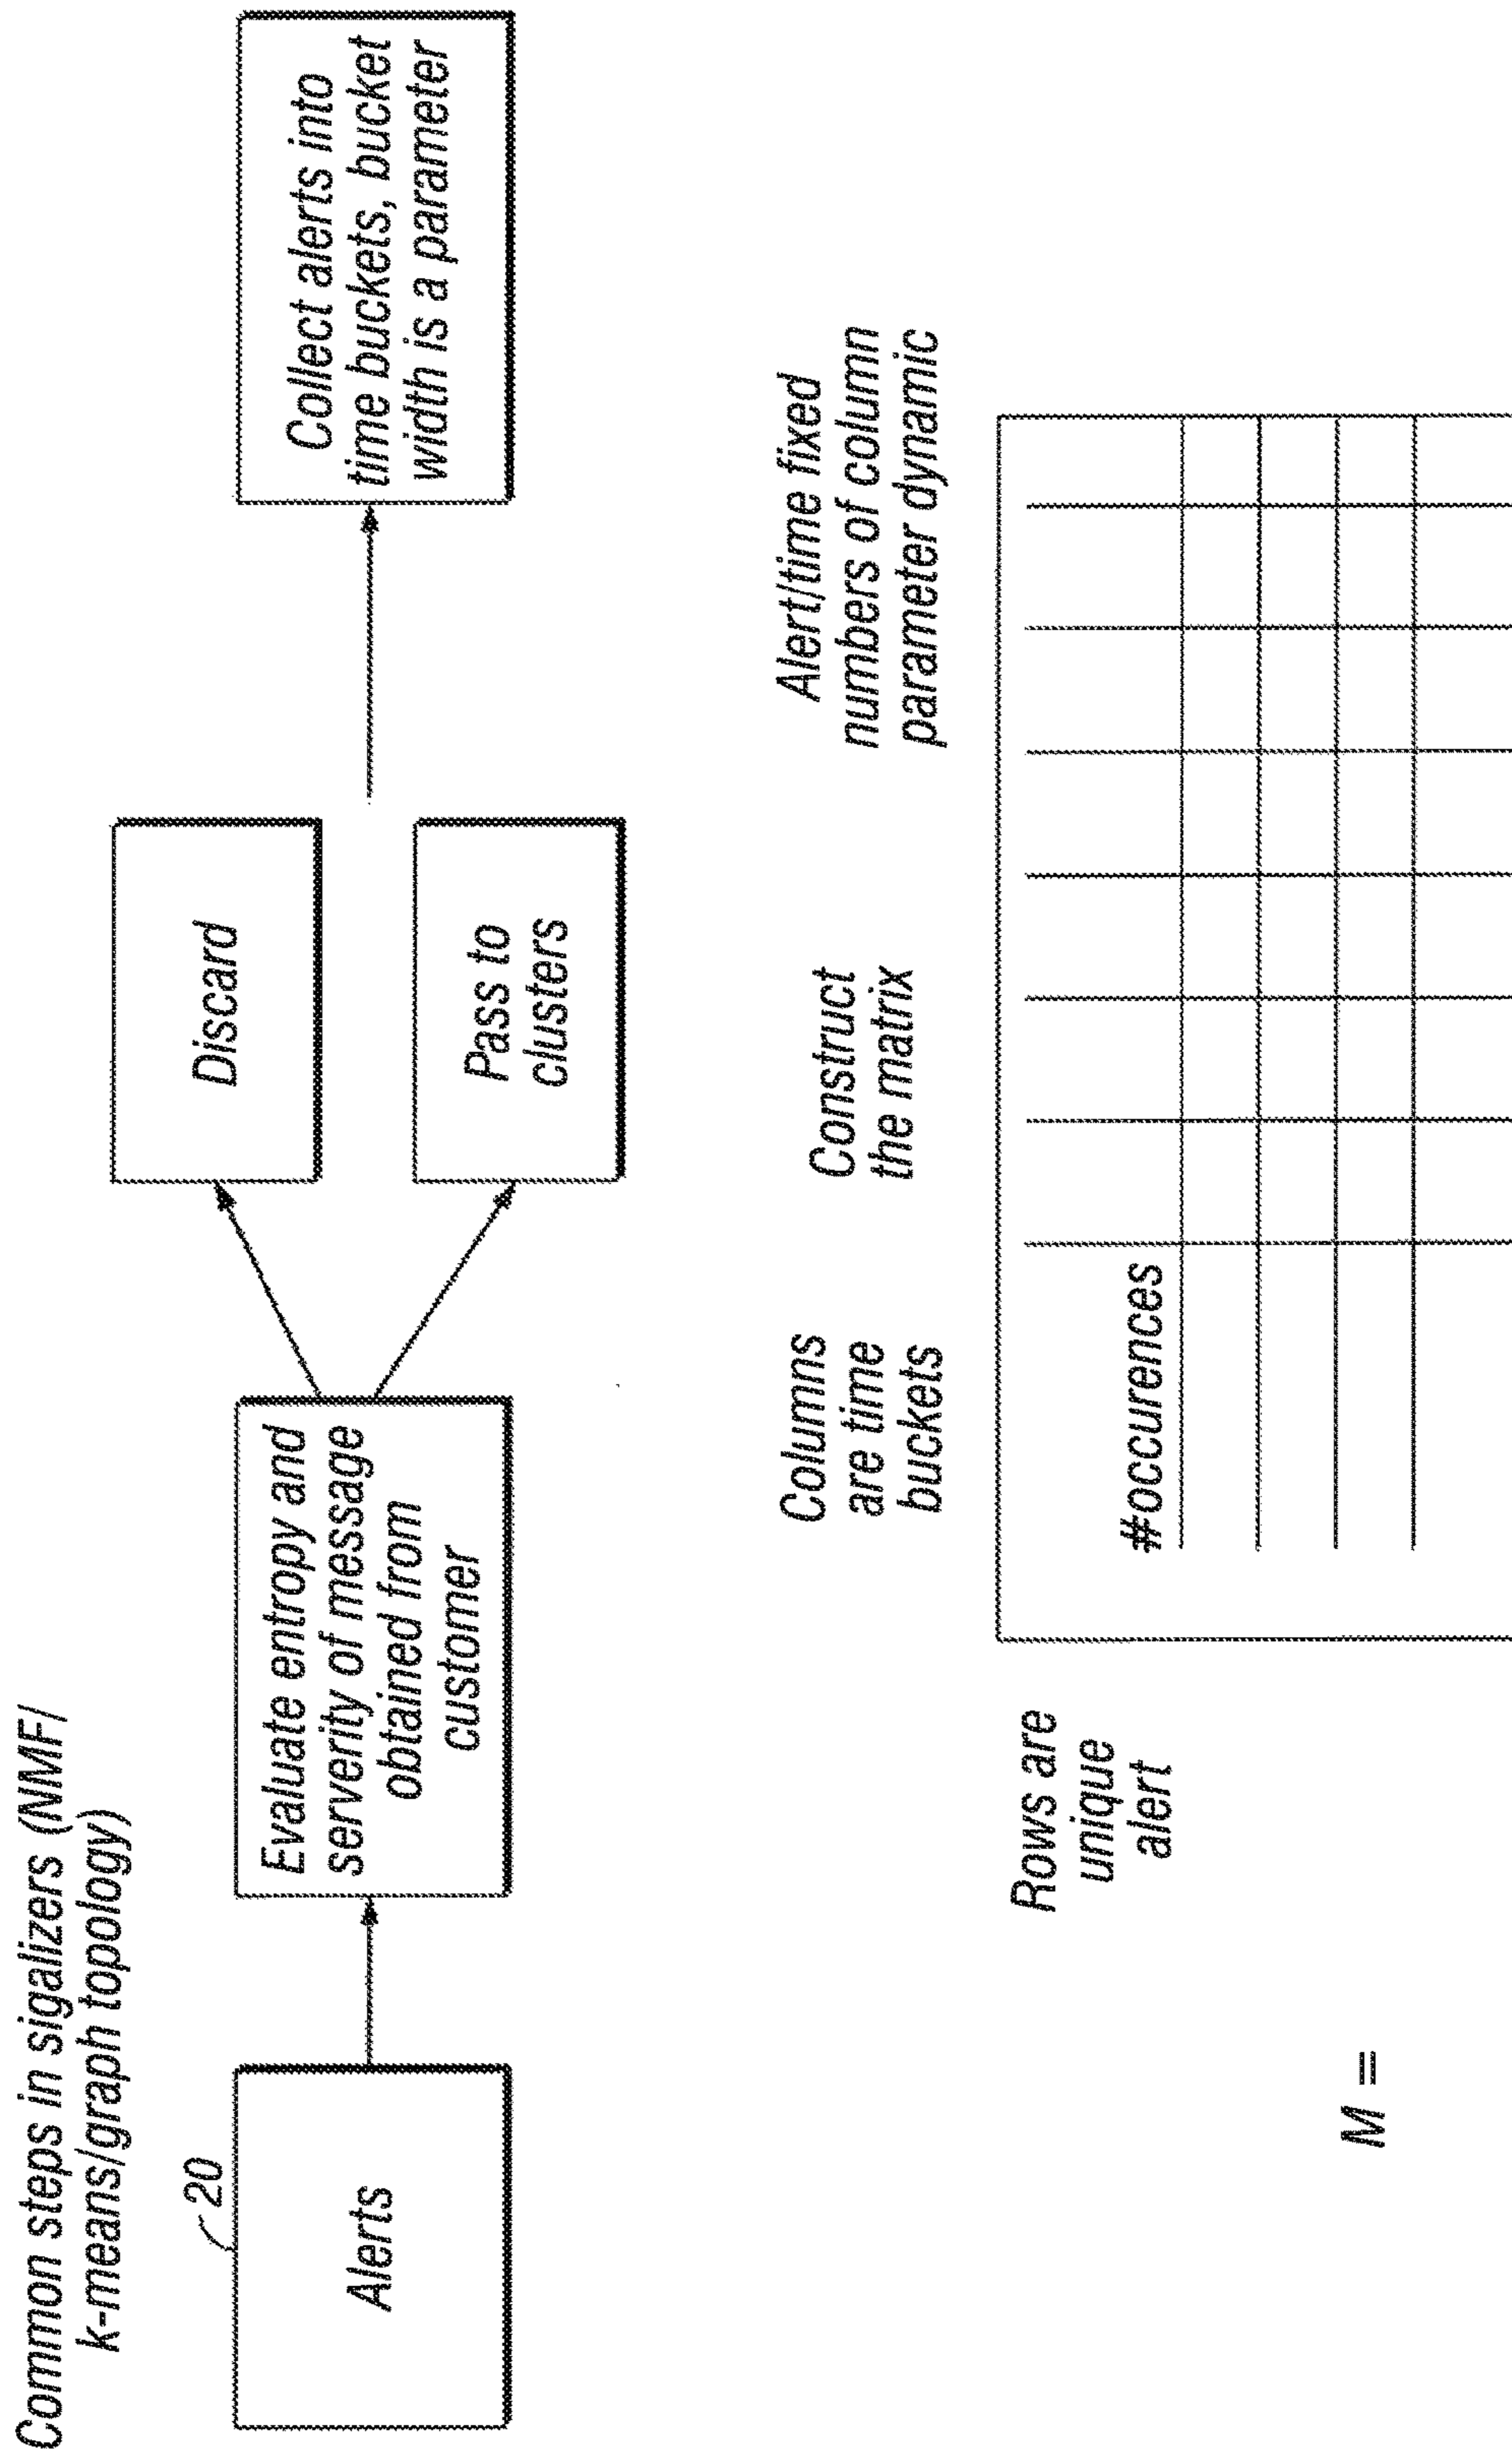 Common steps in sigalizers (NMF/
k-means/graph topology)
20
Alerts
Evaluate entropy and
serverity of message
obtained from
customer
Discard
Pass to
clusters
Collect alerts into
time buckets, bucket
width is a parameter
Columns
are time
buckets
Construct
the matrix
Alert/time fixed
numbers of column
parameter dynamic
Rows are
unique
alert
#occurences
M =